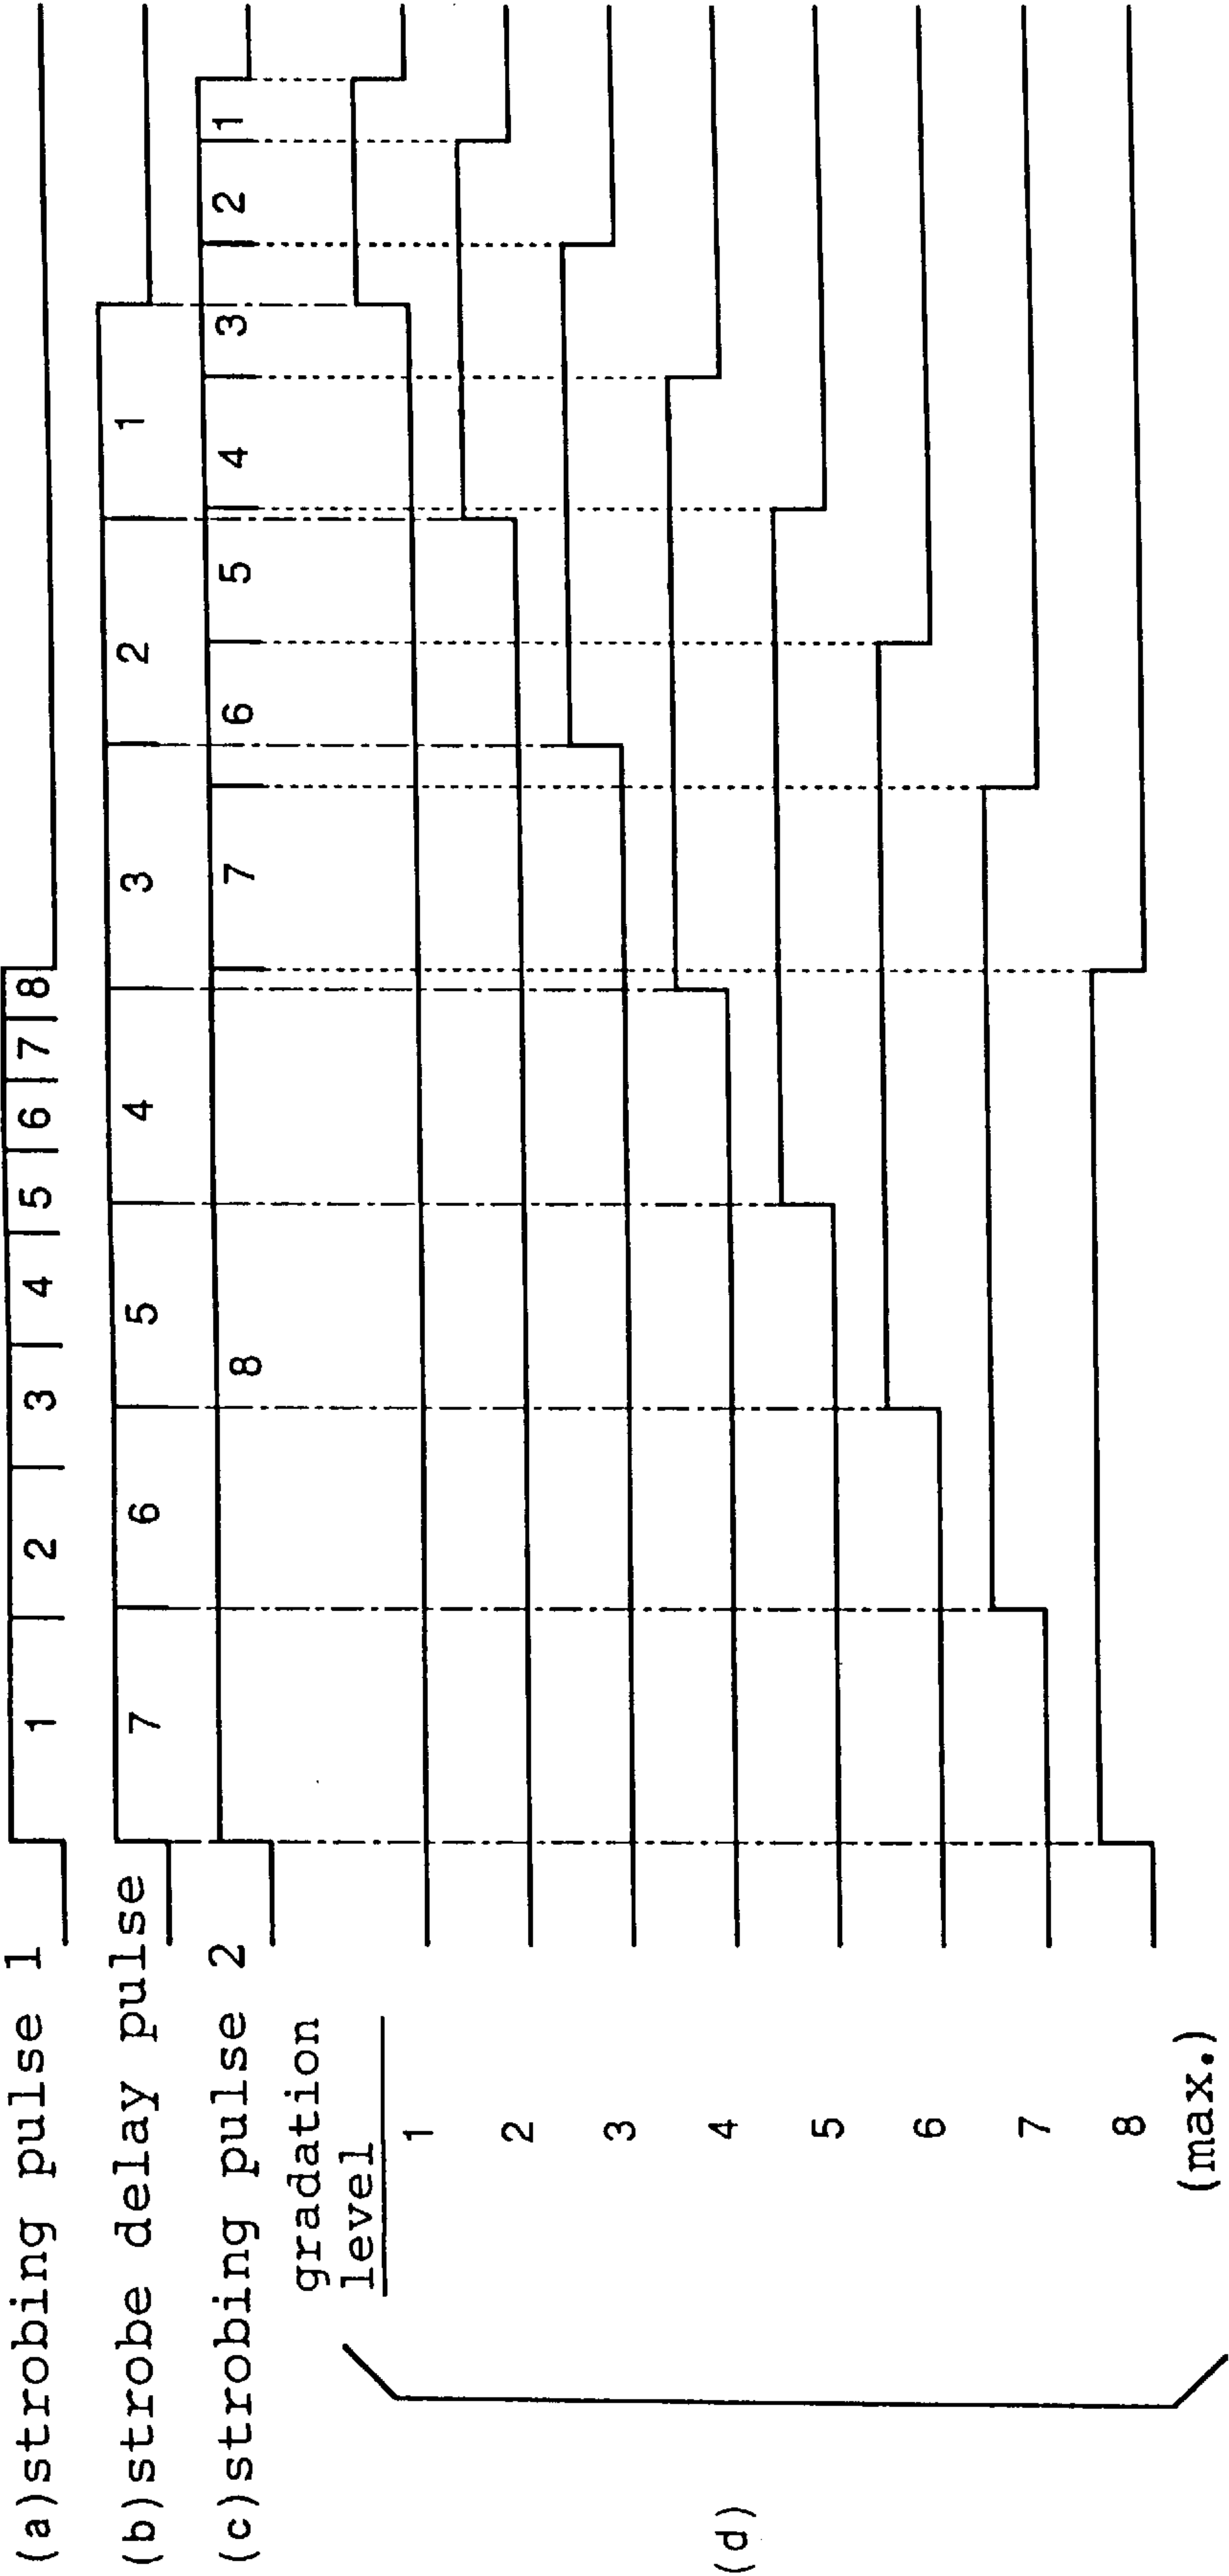 (a)strobing pulse 1
1 2 3 4 5 6 7 8
(b)strobe delay pulse
7 6 5 4 3 2 1
(c)strobing pulse 2
8 7 6 5 4 3 2 1
gradation
level
(d)
1
2
3
4
5
6
7
8
(max.)